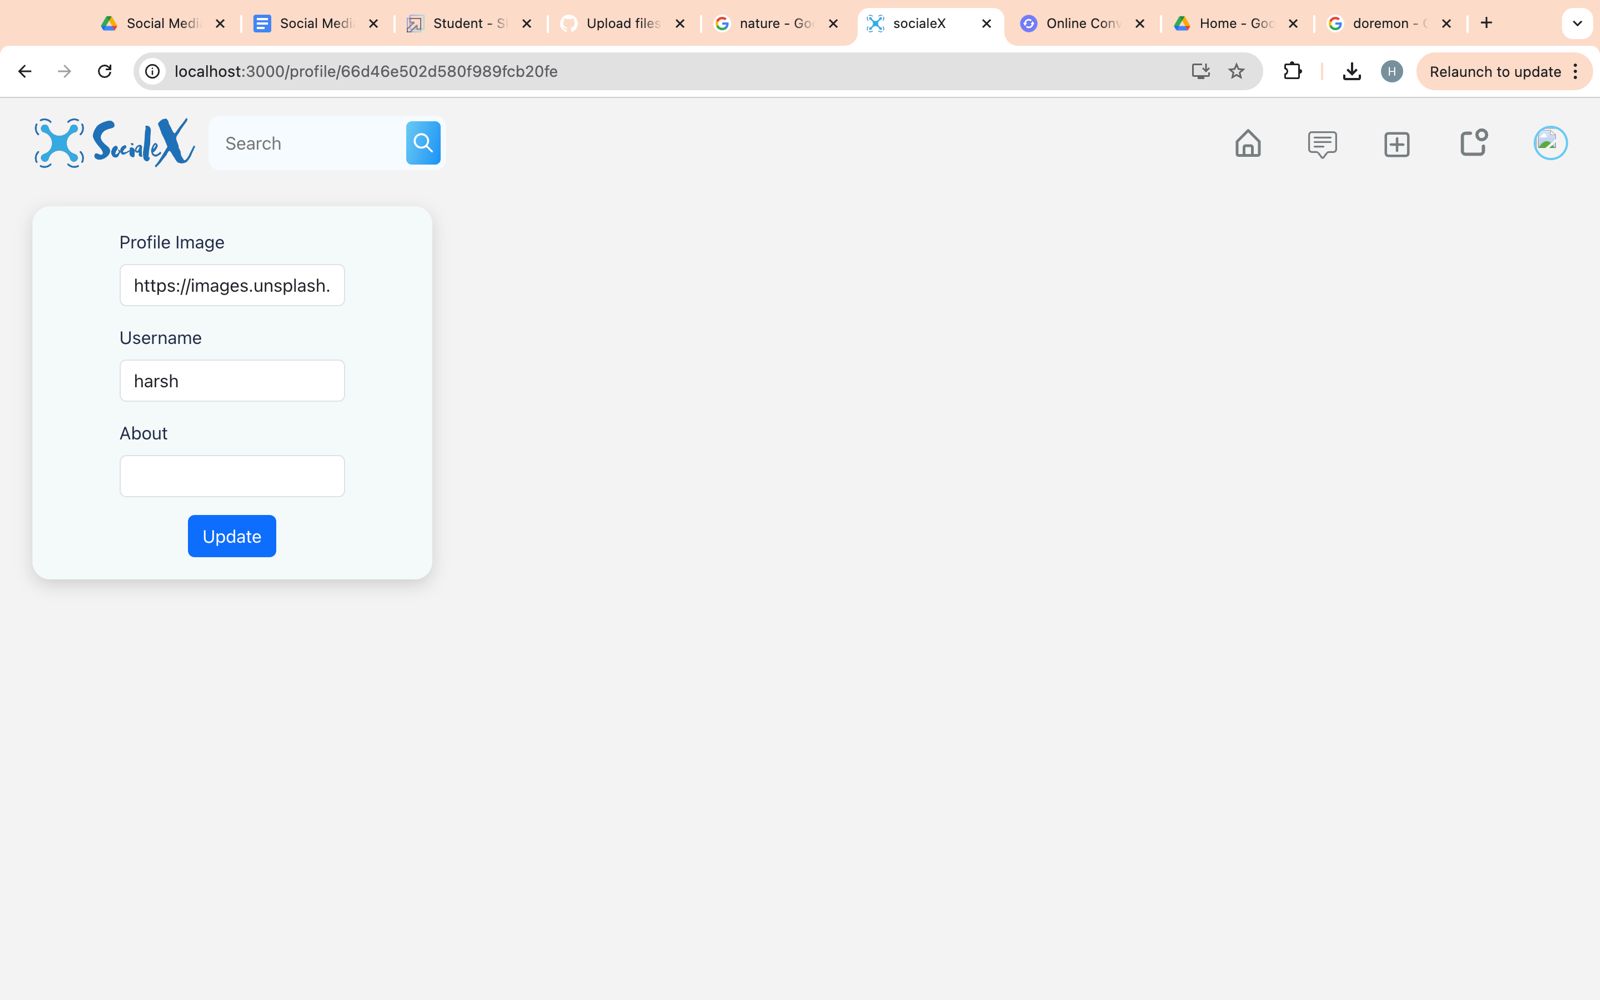 Social Medi
Social Medi
Student - S
Upload files
nature - Goo
socialeX
Online Conv
Home - Goo
doremon - G
localhost:3000/profile/66d46e502d580f989fcb20fe
H
Relaunch to update
SocialeX
Search
Profile Image
https://images.unsplash.
Username
harsh
About
Update